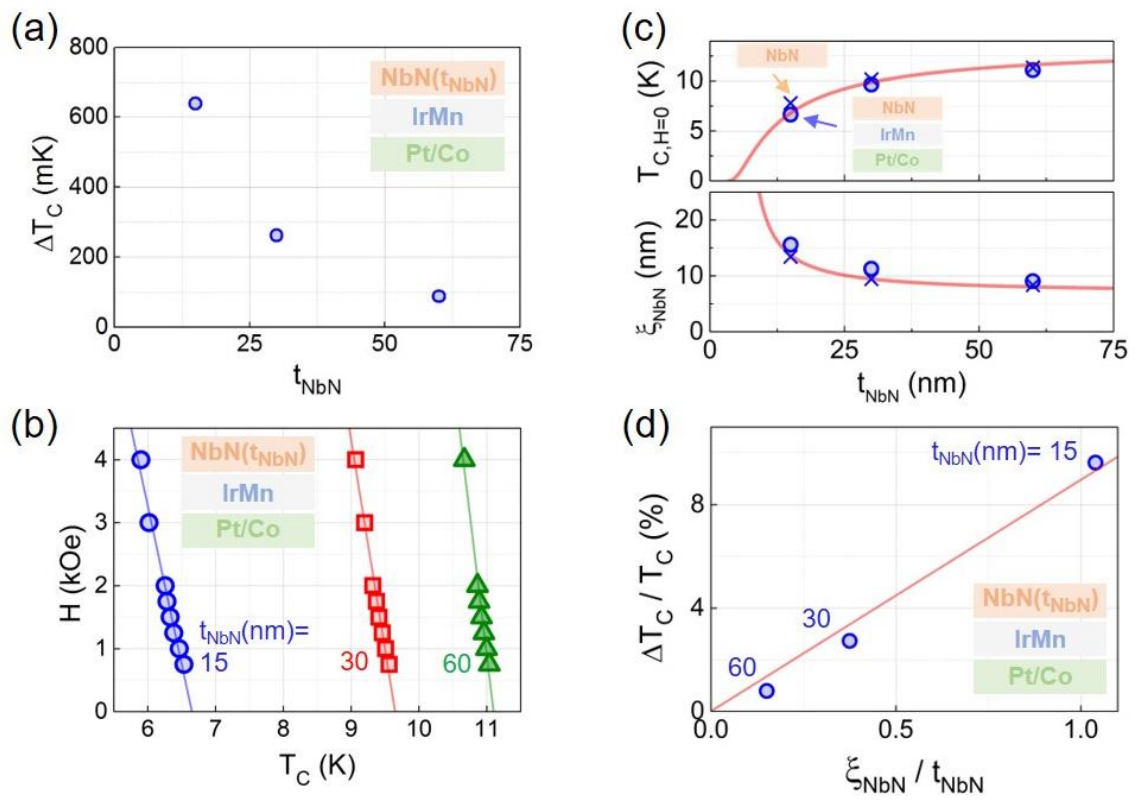 (a)
800
600
400
200
0
ΔT_C (mK)
NbN(t_NbN)
IrMn
Pt/Co
0 25 50 75
t_NbN
(b)
4
3
2
1
0
H (kOe)
NbN(t_NbN)
IrMn
Pt/Co
t_NbN(nm)=
15 30 60
6 7 8 9 10 11
T_C (K)
(c)
10
5
0
T_C,H=0 (K)
NbN
NbN
IrMn
Pt/Co
20
10
0
ξ_NbN (nm)
0 25 50 75
t_NbN (nm)
(d)
8
4
0
ΔT_C / T_C (%)
t_NbN(nm)= 15
30
60
NbN(t_NbN)
IrMn
Pt/Co
0.0 0.5 1.0
ξ_NbN / t_NbN